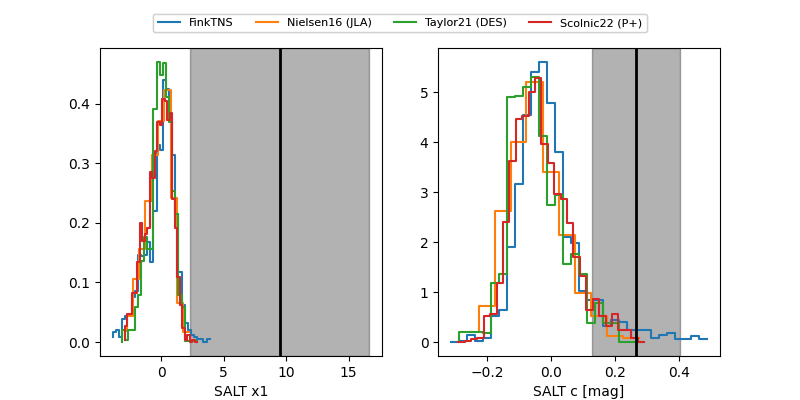 FinkTNS Nielsen16 (JLA) Taylor21 (DES) Scolnic22 (P+)
0.4
0.3
0.2
0.1
0.0
0 5 10 15
SALT x1
5
4
3
2
1
0
−0.2 0.0 0.2 0.4
SALT c [mag]